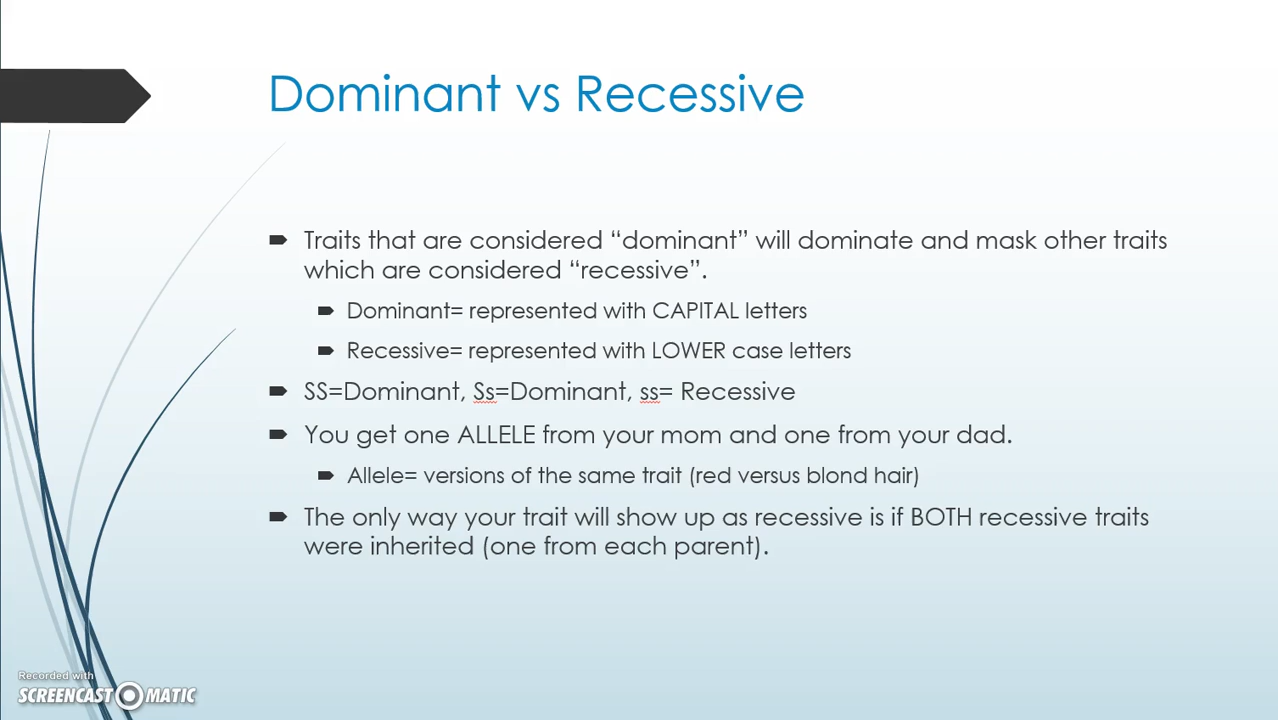 Dominant vs Recessive
Traits that are considered “dominant” will dominate and mask other traits
which are considered “recessive”.
Dominant= represented with CAPITAL letters
Recessive= represented with LOWER case letters
SS=Dominant, Ss=Dominant, ss= Recessive
You get one ALLELE from your mom and one from your dad.
Allele= versions of the same trait (red versus blond hair)
The only way your trait will show up as recessive is if BOTH recessive traits
were inherited (one from each parent).
Recorded with
SCREENCAST MATIC